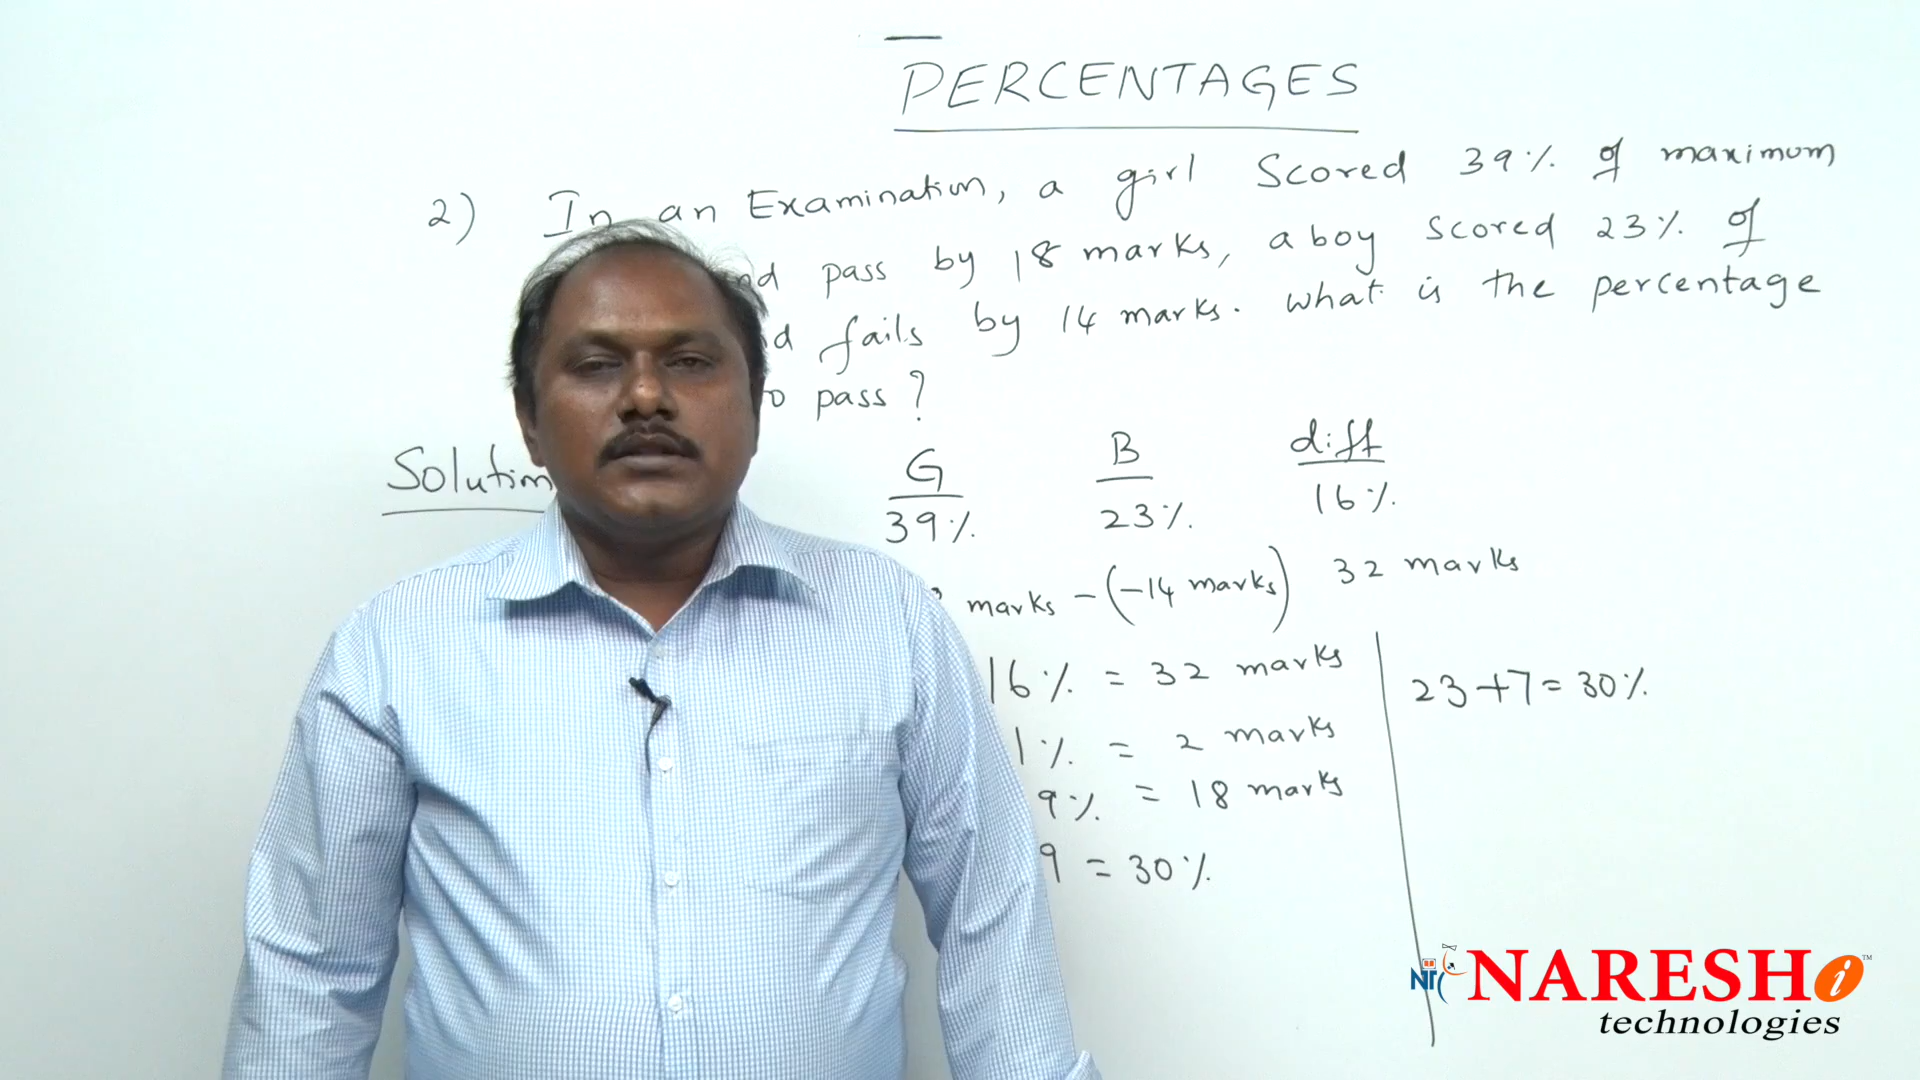 PERCENTAGES
2) In an Examination, a girl Scored 39% of maximum
pass by 18 marks, a boy scored 23% of
fails by 14 marks. what is the percentage
pass?
Solution
G B diff
39% 23% 16%
marks - (-14 marks) 32 marks
16% = 32 marks
1% = 2 marks
9% = 18 marks
9 = 30%
23+7=30%
NARESH i ™
technologies